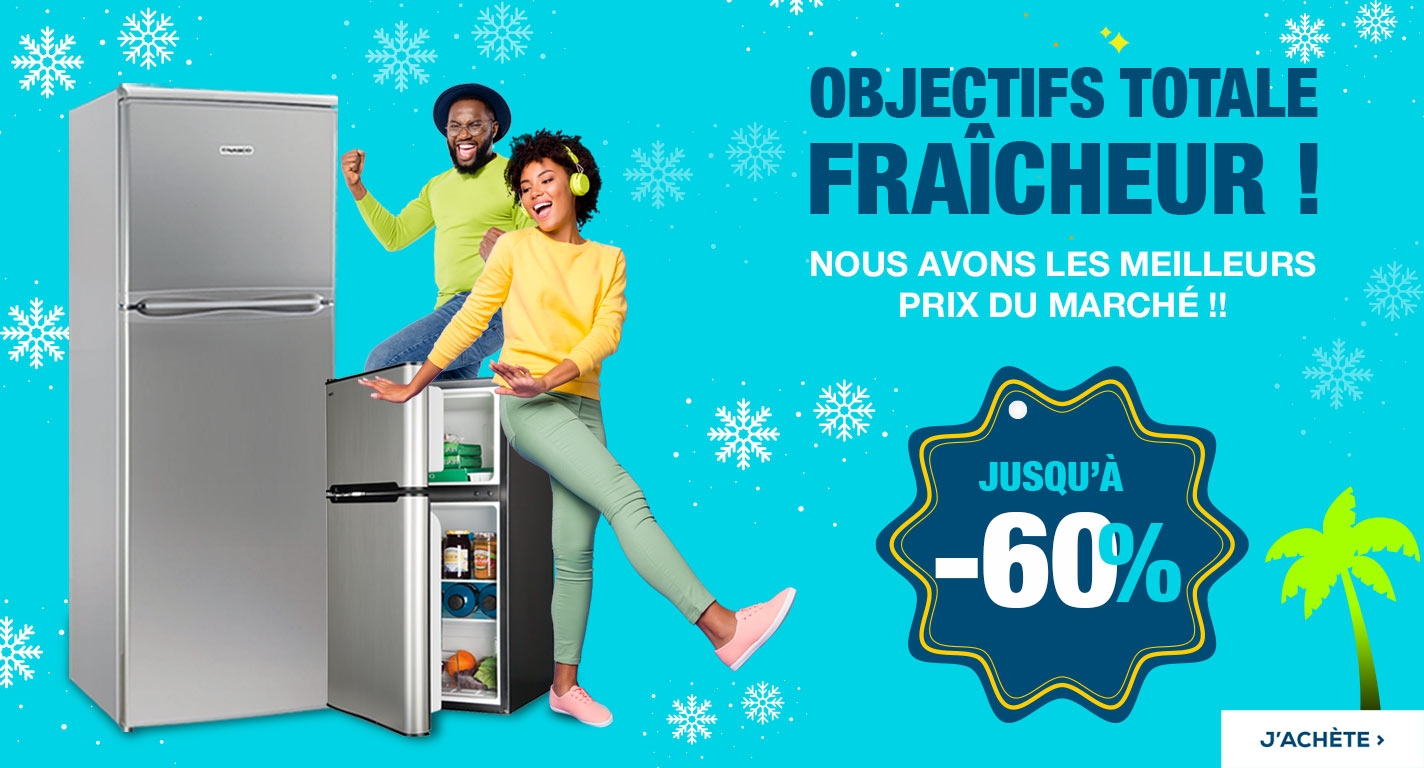 OBJECTIFS TOTALE
FRAÎCHEUR !
NOUS AVONS LES MEILLEURS
PRIX DU MARCHÉ !!
JUSQU'À
-60%
J'ACHÈTE ›